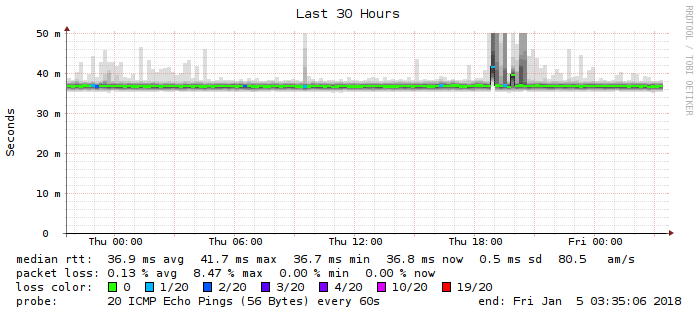 Last 30 Hours
RRDTOOL / TOBI OETIKER
Seconds
50 m
40 m
30 m
20 m
10 m
0
Thu 00:00 Thu 06:00 Thu 12:00 Thu 18:00 Fri 00:00
median rtt: 36.9 ms avg 41.7 ms max 36.7 ms min 36.8 ms now 0.5 ms sd 80.5 am/s
packet loss: 0.13 % avg 8.47 % max 0.00 % min 0.00 % now
loss color: 0 1/20 2/20 3/20 4/20 10/20 19/20
probe: 20 ICMP Echo Pings (56 Bytes) every 60s end: Fri Jan 5 03:35:06 2018